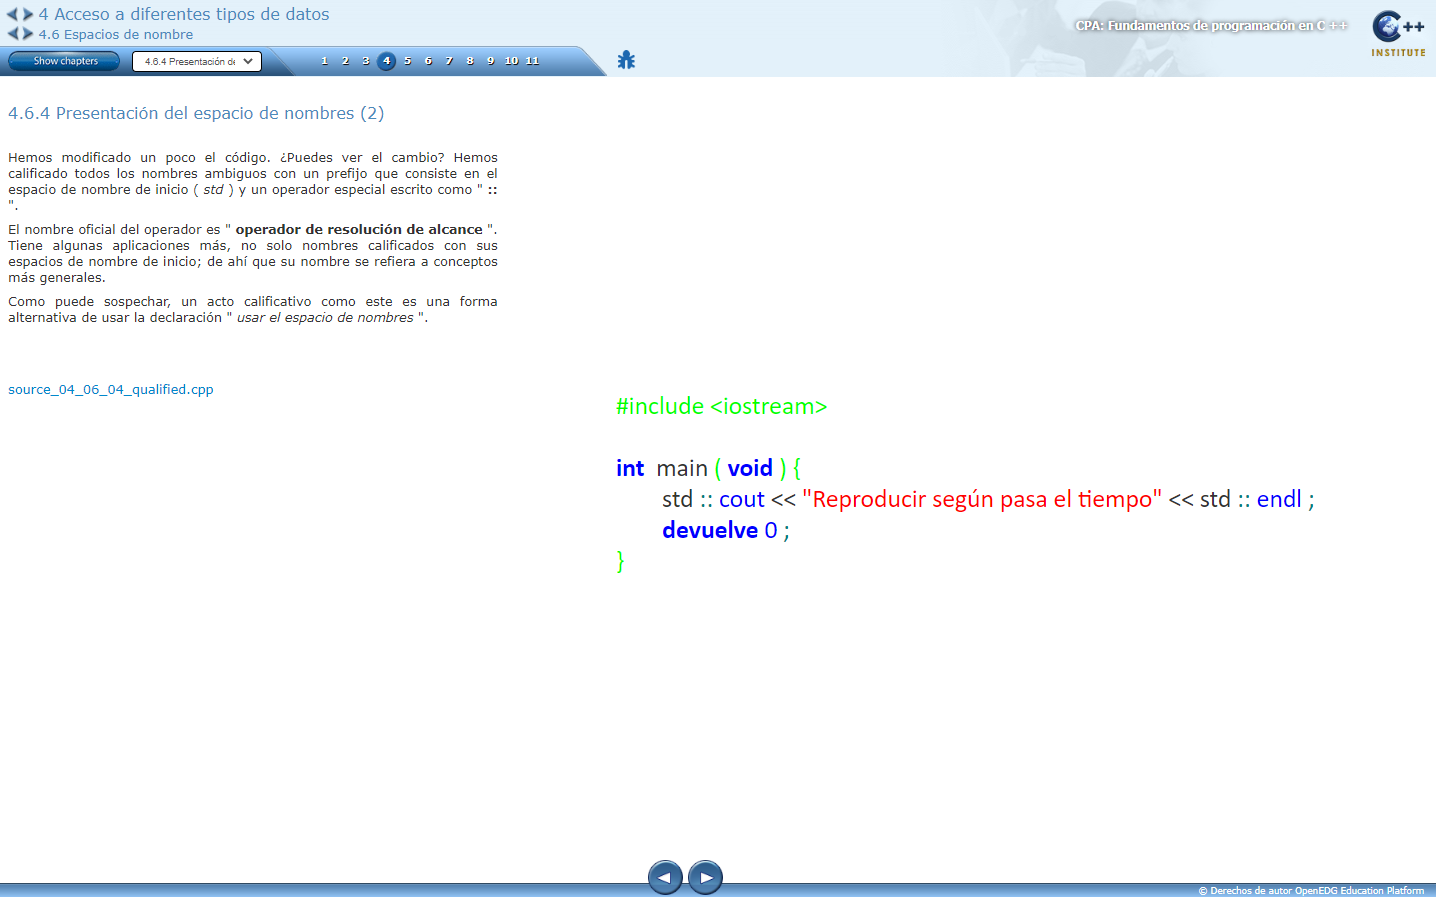 4 Acceso a diferentes tipos de datos
4.6 Espacios de nombre
CPA: Fundamentos de programación en C ++
C++
INSTITUTE
Show chapters
4.6.4 Presentación de
1 2 3 4 5 6 7 8 9 10 11
4.6.4 Presentación del espacio de nombres (2)
Hemos modificado un poco el código. ¿Puedes ver el cambio? Hemos
calificado todos los nombres ambiguos con un prefijo que consiste en el
espacio de nombre de inicio ( std ) y un operador especial escrito como " ::
".
El nombre oficial del operador es " operador de resolución de alcance ".
Tiene algunas aplicaciones más, no solo nombres calificados con sus
espacios de nombre de inicio; de ahí que su nombre se refiera a conceptos
más generales.
Como puede sospechar, un acto calificativo como este es una forma
alternativa de usar la declaración " usar el espacio de nombres ".
source_04_06_04_qualified.cpp
#include <iostream>
int main ( void ) {
std :: cout << "Reproducir según pasa el tiempo" << std :: endl ;
devuelve 0 ;
}
© Derechos de autor OpenEDG Education Platform